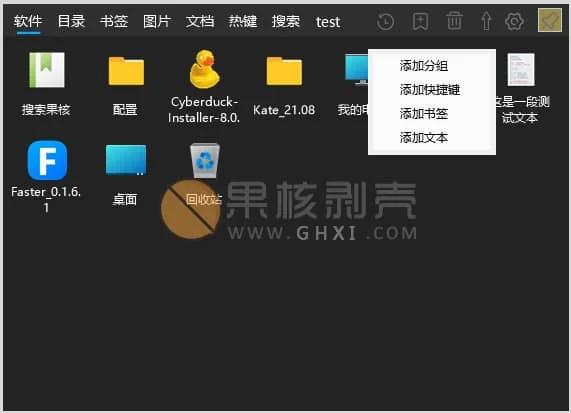 软件 目录 书签 图片 文档 热键 搜索 test
添加分组
添加快捷键
添加书签
添加文本
搜索果核
配置
Cyberduck-
Installer-8.0.
Kate_21.08
我的电
这是一段测
试文本
Faster_0.1.6.
1
桌面
回收站
果核剥壳
WWW.GHXI.COM